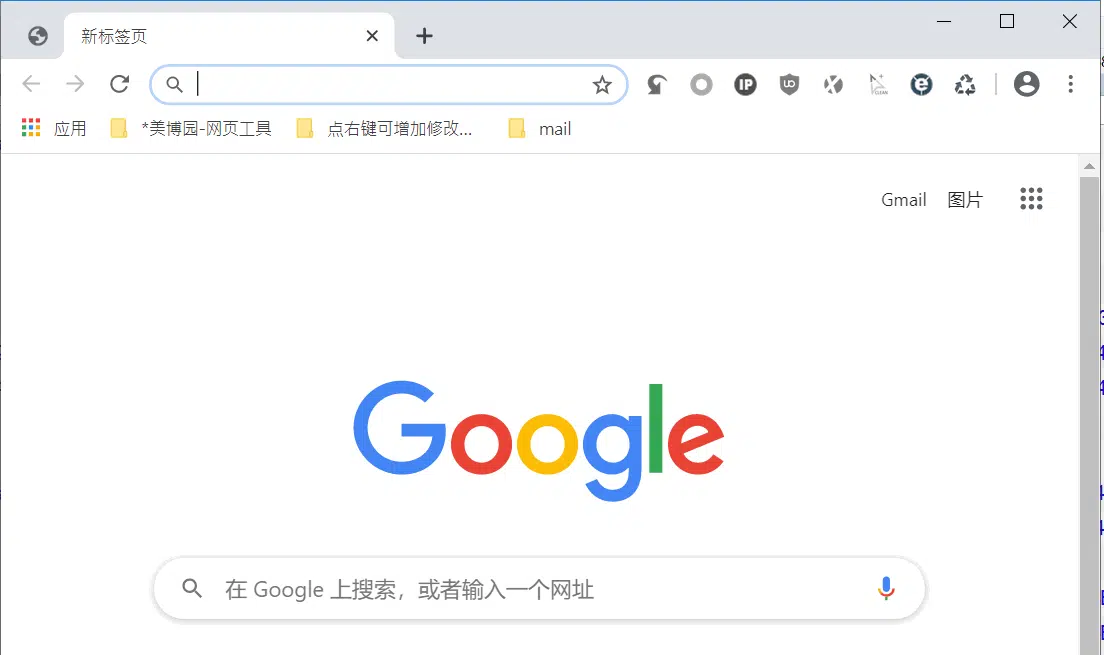 新标签页
应用
*美博园-网页工具
点右键可增加修改...
mail
Gmail 图片
Google
在 Google 上搜索，或者输入一个网址